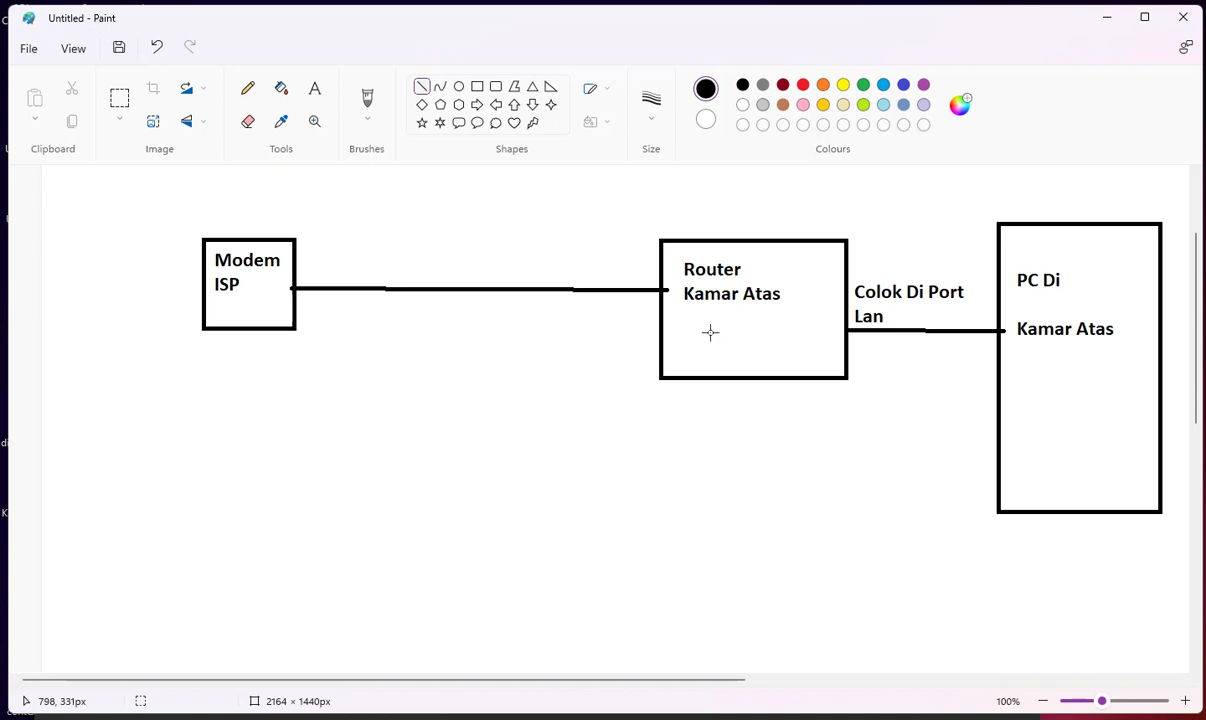 Untitled - Paint
File
View
Clipboard
Image
Tools
Brushes
Shapes
Size
Colours
Modem
ISP
Router
Kamar Atas
Colok Di Port
Lan
PC Di
Kamar Atas
798, 331px
2164 × 1440px
100%